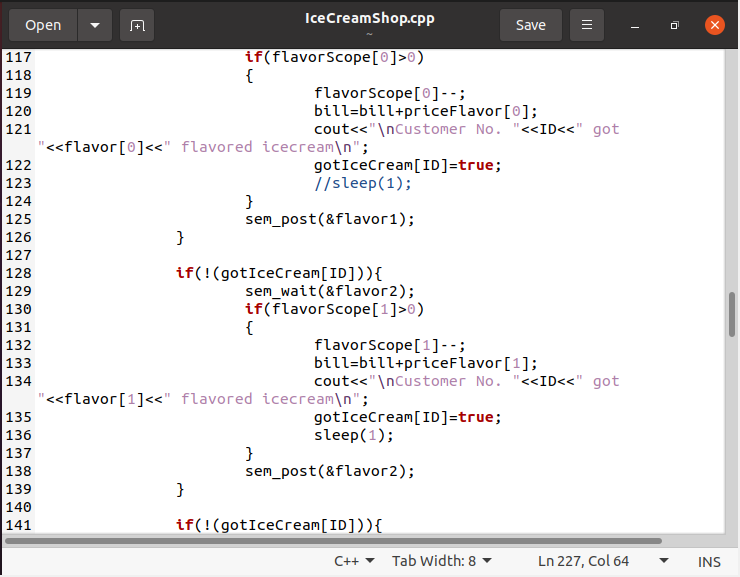 Open
IceCreamShop.cpp
~
Save
117 if(flavorScope[0]>0)
118 {
119 flavorScope[0]--;
120 bill=bill+priceFlavor[0];
121 cout<<"\nCustomer No. "<<ID<<" got
"<<flavor[0]<<" flavored icecream\n";
122 gotIceCream[ID]=true;
123 //sleep(1);
124 }
125 sem_post(&flavor1);
126 }
127
128 if(!(gotIceCream[ID])){
129 sem_wait(&flavor2);
130 if(flavorScope[1]>0)
131 {
132 flavorScope[1]--;
133 bill=bill+priceFlavor[1];
134 cout<<"\nCustomer No. "<<ID<<" got
"<<flavor[1]<<" flavored icecream\n";
135 gotIceCream[ID]=true;
136 sleep(1);
137 }
138 sem_post(&flavor2);
139 }
140
141 if(!(gotIceCream[ID])){
C++ Tab Width: 8 Ln 227, Col 64 INS